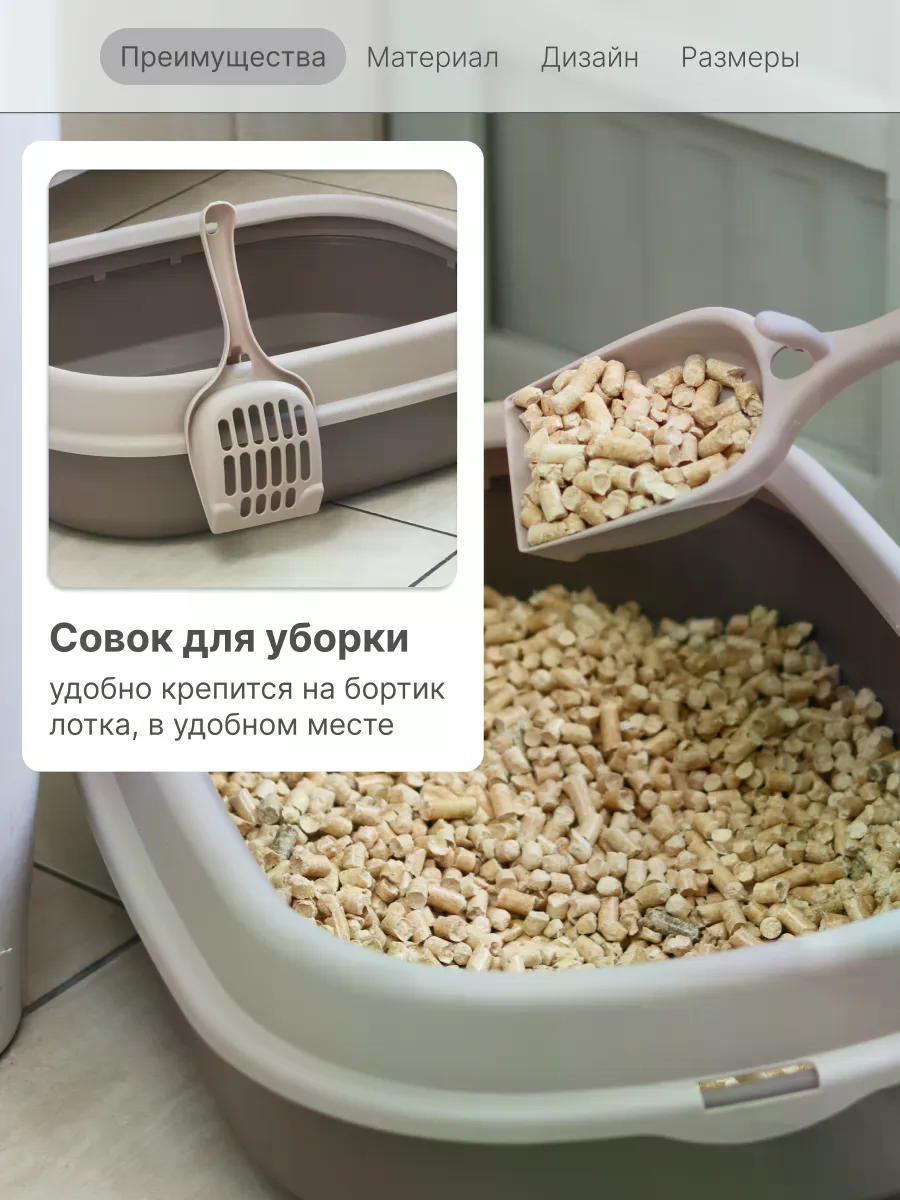 Преимущества Материал Дизайн Размеры
Совок для уборки
удобно крепится на бортик
лотка, в удобном месте